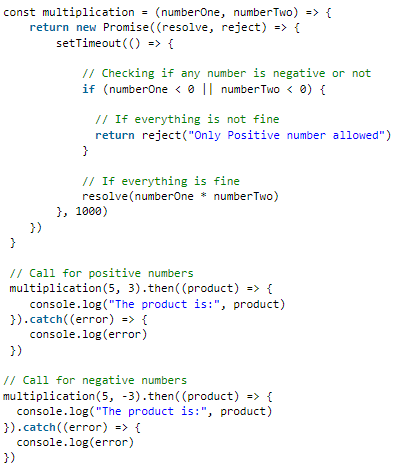 const multiplication = (numberOne, numberTwo) => {
    return new Promise((resolve, reject) => {
        setTimeout(() => {

            // Checking if any number is negative or not
            if (numberOne < 0 || numberTwo < 0) {

              // If everything is not fine
              return reject("Only Positive number allowed")
            }

            // If everything is fine
            resolve(numberOne * numberTwo)
        }, 1000)
    })
 }

 // Call for positive numbers
 multiplication(5, 3).then((product) => {
    console.log("The product is:", product)
 }).catch((error) => {
    console.log(error)
 })

// Call for negative numbers
multiplication(5, -3).then((product) => {
  console.log("The product is:", product)
}).catch((error) => {
  console.log(error)
})